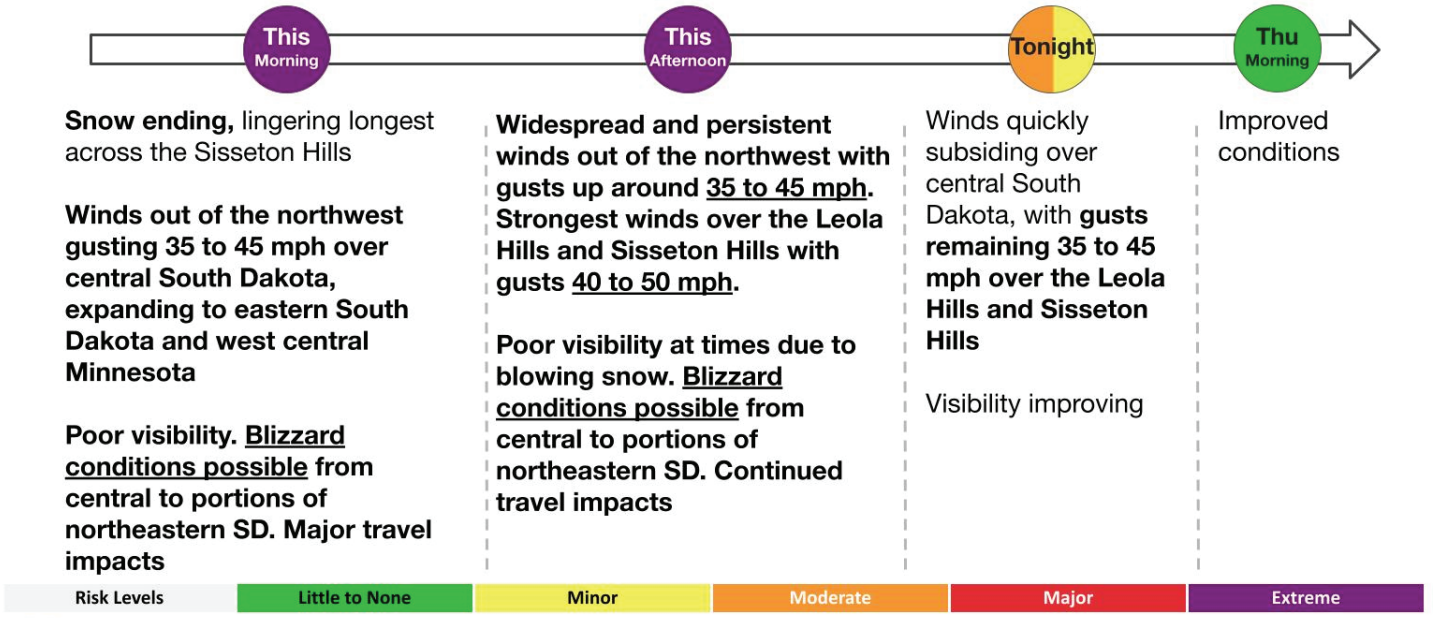 This
Morning
This
Afternoon
Tonight
Thu
Morning
Snow ending, lingering longest
across the Sisseton Hills
Winds out of the northwest
gusting 35 to 45 mph over
central South Dakota,
expanding to eastern South
Dakota and west central
Minnesota
Poor visibility. Blizzard
conditions possible from
central to portions of
northeastern SD. Major travel
impacts
Widespread and persistent
winds out of the northwest with
gusts up around 35 to 45 mph.
Strongest winds over the Leola
Hills and Sisseton Hills with
gusts 40 to 50 mph.
Poor visibility at times due to
blowing snow. Blizzard
conditions possible from
central to portions of
northeastern SD. Continued
travel impacts
Winds quickly
subsiding over
central South
Dakota, with gusts
remaining 35 to 45
mph over the Leola
Hills and Sisseton
Hills
Visibility improving
Improved
conditions
Risk Levels
Little to None
Minor
Moderate
Major
Extreme